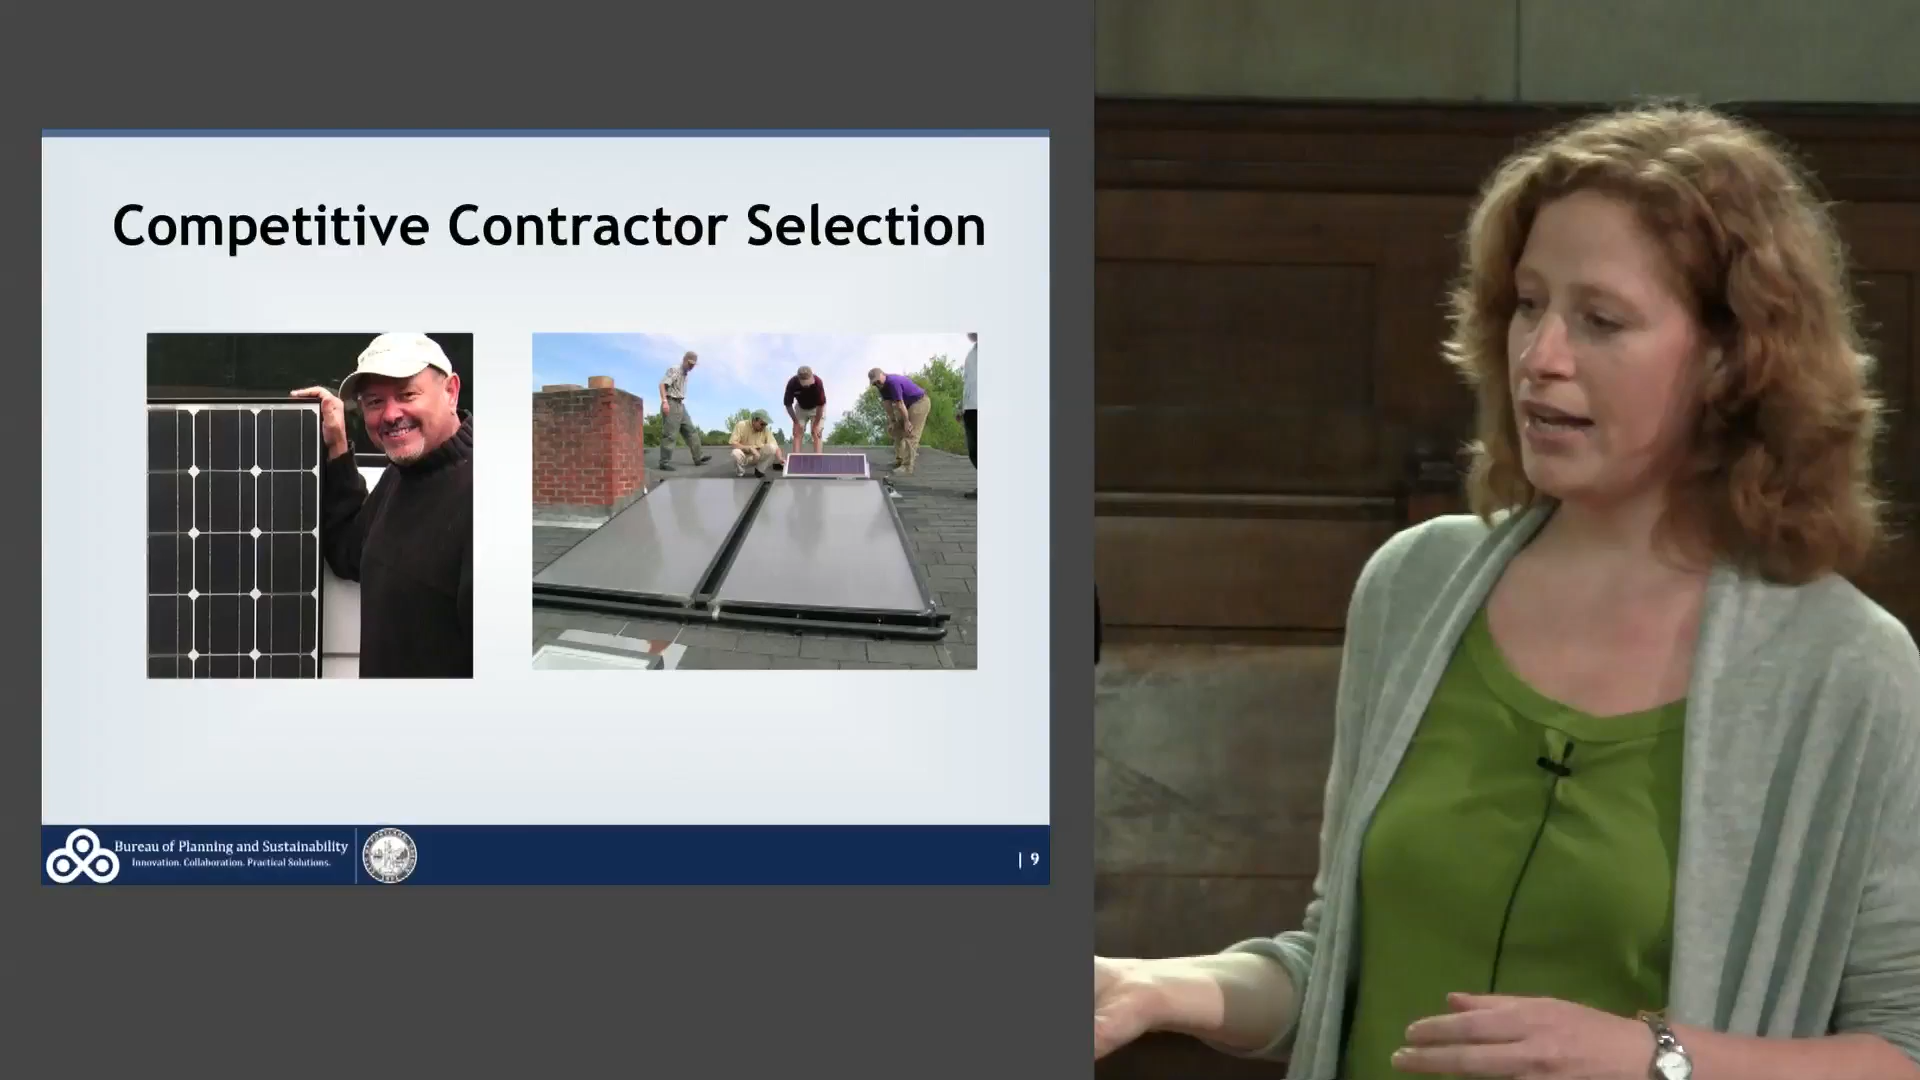 Competitive Contractor Selection
Bureau of Planning and Sustainability
Innovation. Collaboration. Practical Solutions.
| 9